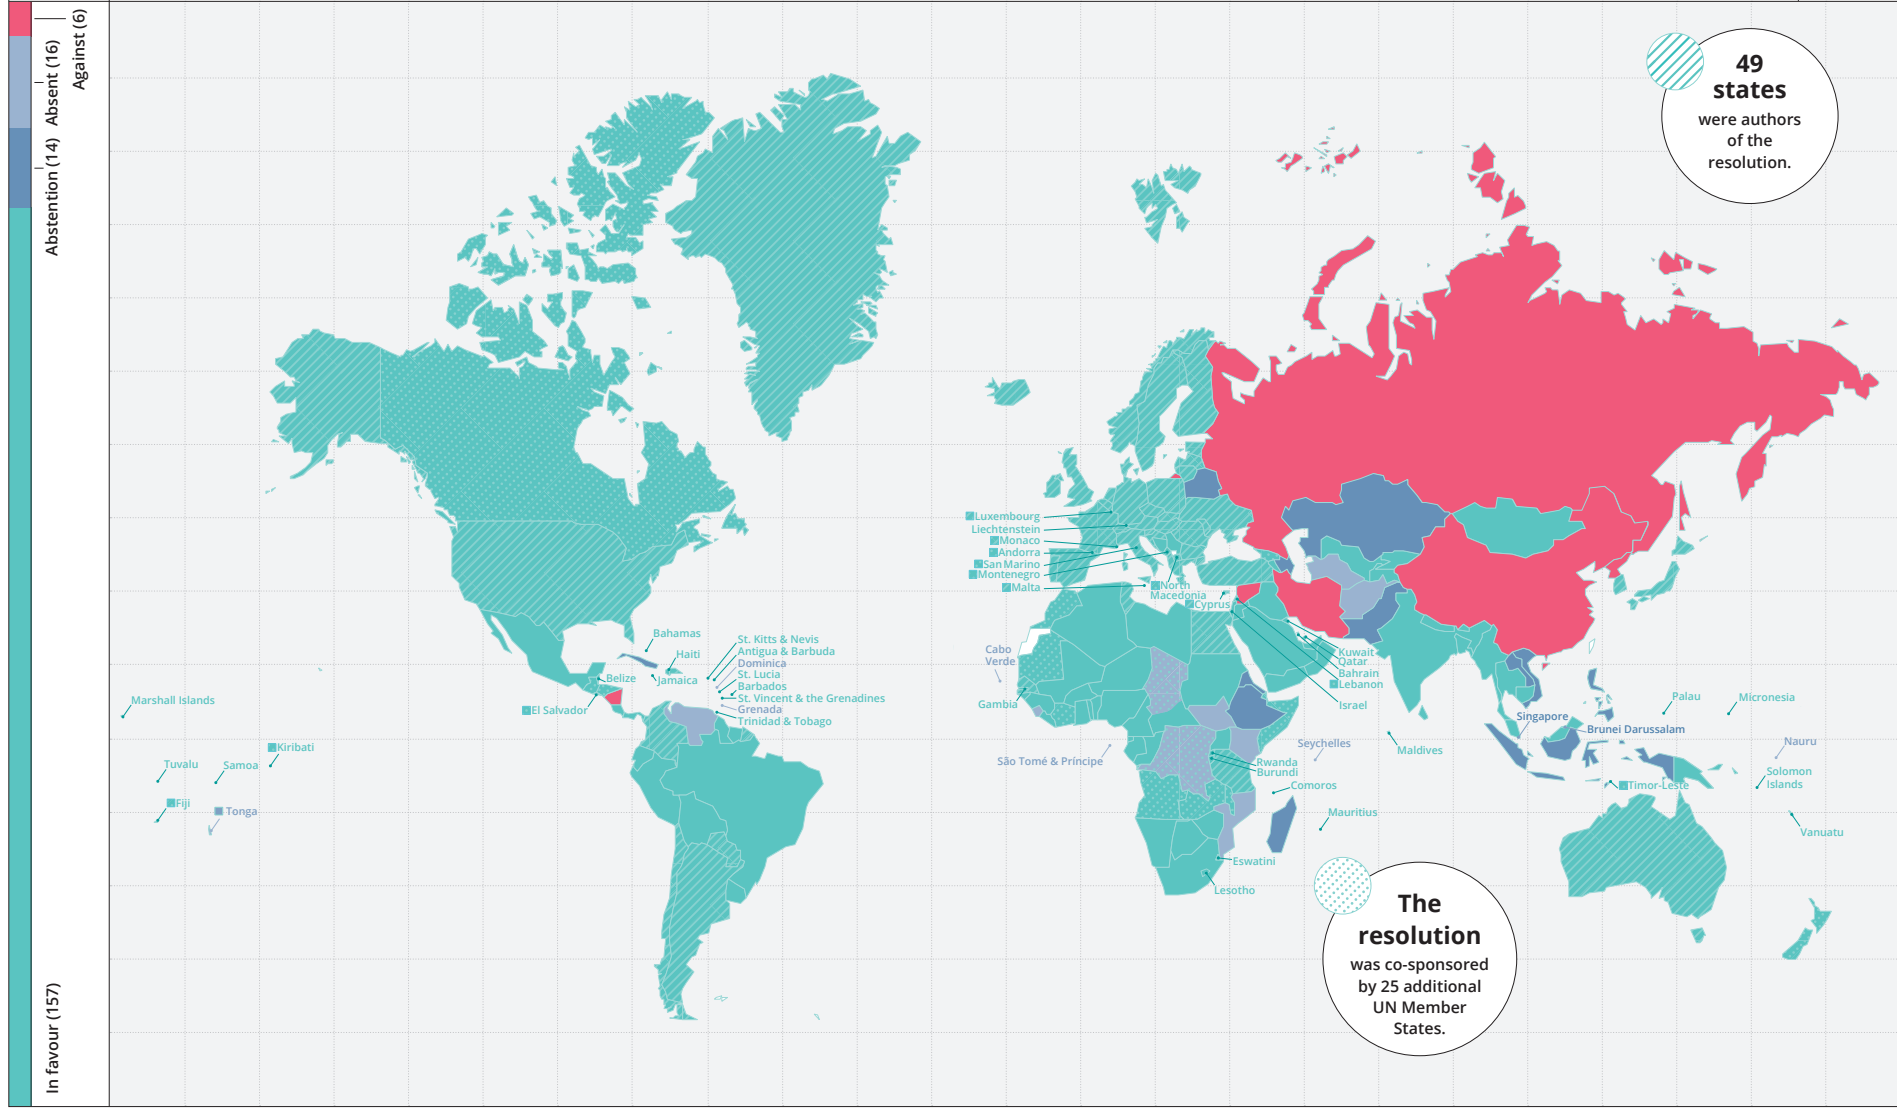 Against (6)
Absent (16)
Abstention (14)
In favour (157)
49
states
were authors
of the
resolution.
Luxembourg
Liechtenstein
Monaco
Andorra
San Marino
Montenegro
Malta
North
Macedonia
Cyprus
Bahamas
Haiti
Jamaica
Belize
El Salvador
St. Kitts & Nevis
Antigua & Barbuda
Dominica
St. Lucia
Barbados
St. Vincent & the Grenadines
Grenada
Trinidad & Tobago
Cabo
Verde
Gambia
São Tomé & Príncipe
Kuwait
Qatar
Bahrain
Lebanon
Israel
Seychelles
Maldives
Rwanda
Burundi
Comoros
Mauritius
Eswatini
Lesotho
Marshall Islands
Kiribati
Tuvalu
Samoa
Fiji
Tonga
Singapore
Brunei Darussalam
Palau
Micronesia
Nauru
Solomon
Islands
Timor-Leste
Vanuatu
The
resolution
was co-sponsored
by 25 additional
UN Member
States.